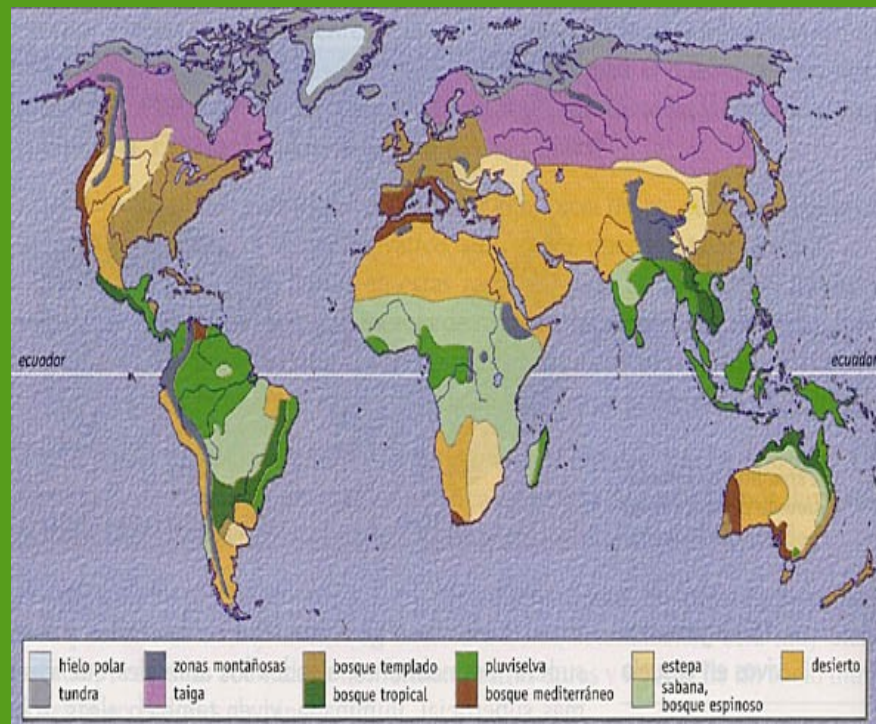 ecuador
ecuador
hielo polar
zonas montañosas
bosque templado
pluviselva
estepa
desierto
tundra
taiga
bosque tropical
bosque mediterráneo
sabana,
bosque espinoso